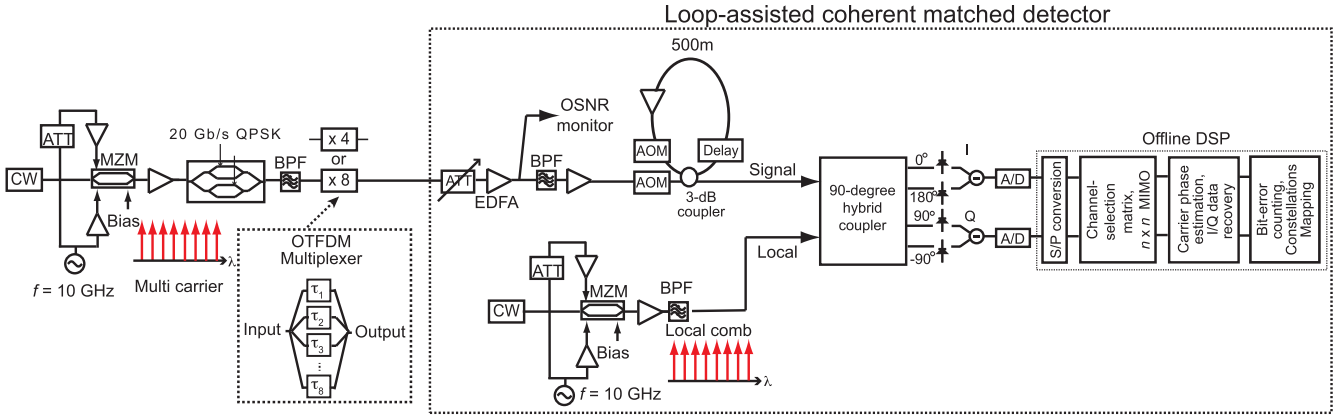 Loop-assisted coherent matched detector
500m
OSNR
monitor
ATT
MZM
20 Gb/s QPSK
BPF
x 4
or
x 8
CW
Bias
λ
f = 10 GHz
Multi carrier
OTFDM
Multiplexer
τ1
τ2
τ3
⋮
τ8
Input
Output
ATT
EDFA
BPF
AOM
AOM
Delay
3-dB
coupler
Signal
Local
90-degree
hybrid
coupler
0°
180°
90°
-90°
I
Q
A/D
A/D
Offline DSP
S/P conversion
Channel-
selection
matrix,
n x n MIMO
Carrier phase
estimation,
I/Q data
recovery
Bit-error
counting,
Constellations
Mapping
ATT
MZM
BPF
CW
Bias
Local comb
λ
f = 10 GHz